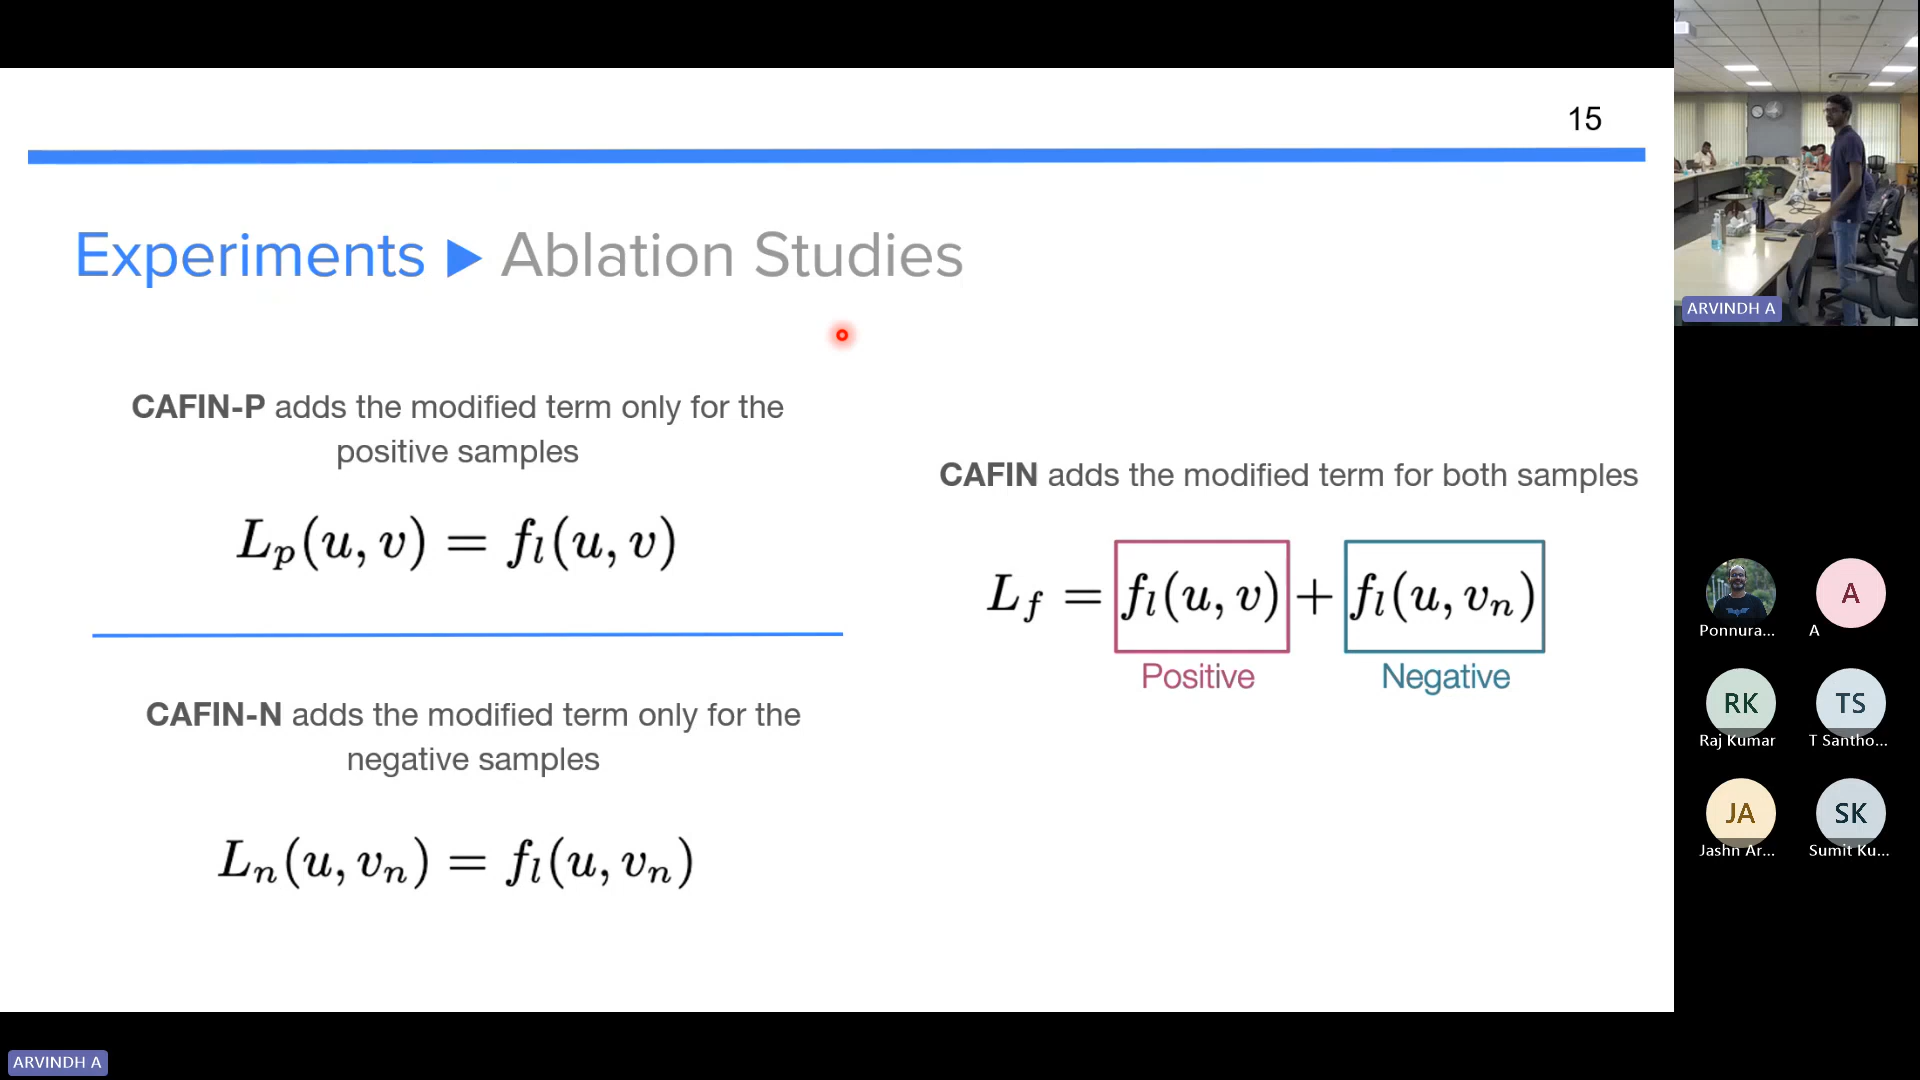 15
Experiments ▶ Ablation Studies
CAFIN-P adds the modified term only for the
positive samples
L_p(u, v) = f_l(u, v)
CAFIN-N adds the modified term only for the
negative samples
L_n(u, v_n) = f_l(u, v_n)
CAFIN adds the modified term for both samples
L_f = f_l(u, v) + f_l(u, v_n)
Positive
Negative
ARVINDH A
Ponnura...
A
A
RK
Raj Kumar
TS
T Santho...
JA
Jashn Ar...
SK
Sumit Ku...
ARVINDH A